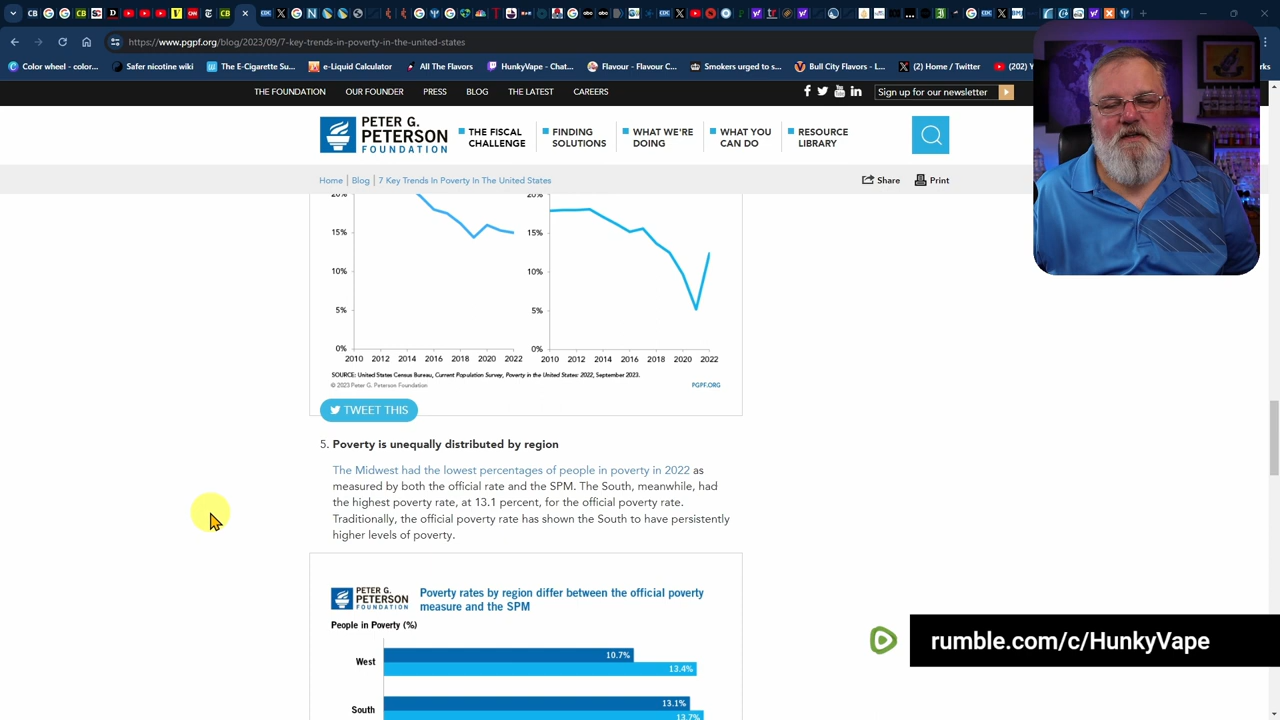 CB
CB
SD
OW
CB
CDC
https://www.pgpf.org/blog/2023/09/7-key-trends-in-poverty-in-the-united-states
Color wheel - color...
Safer nicotine wiki
The E-Cigarette Su...
e-Liquid Calculator
All The Flavors
HunkyVape - Chat...
Flavour – Flavour C...
Smokers urged to s...
Bull City Flavors - L...
(2) Home / Twitter
THE FOUNDATION
OUR FOUNDER
PRESS
BLOG
THE LATEST
CAREERS
Sign up for our newsletter
PETER G.
PETERSON
FOUNDATION
THE FISCAL
CHALLENGE
FINDING
SOLUTIONS
WHAT WE'RE
DOING
WHAT YOU
CAN DO
RESOURCE
LIBRARY
Home | Blog | 7 Key Trends In Poverty In The United States
Share
Print
20%
15%
10%
5%
0%
2010 2012 2014 2016 2018 2020 2022
20%
15%
10%
5%
0%
2010 2012 2014 2016 2018 2020 2022
SOURCE: United States Census Bureau, Current Population Survey, Poverty in the United States: 2022, September 2023.
© 2023 Peter G. Peterson Foundation
PGPF.ORG
TWEET THIS
5. Poverty is unequally distributed by region
The Midwest had the lowest percentages of people in poverty in 2022 as
measured by both the official rate and the SPM. The South, meanwhile, had
the highest poverty rate, at 13.1 percent, for the official poverty rate.
Traditionally, the official poverty rate has shown the South to have persistently
higher levels of poverty.
PETER G.
PETERSON
FOUNDATION
Poverty rates by region differ between the official poverty
measure and the SPM
People in Poverty (%)
West
10.7%
13.4%
South
13.1%
13.7%
rumble.com/c/HunkyVape